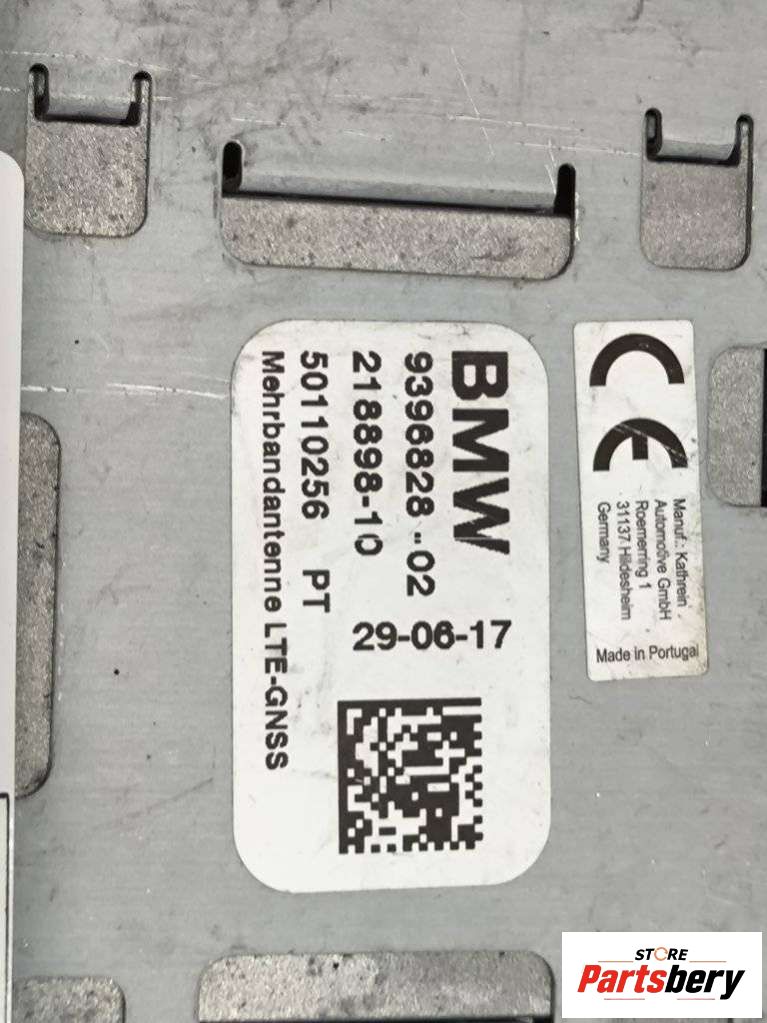 BMW
9396828-02
218898-10
50110256 PT
Mehrbandantenne LTE-GNSS
29-06-17
CE
Manuf.: Kathrein
Automotive GmbH
Roemerring 1
31137 Hildesheim
Germany
Made in Portugal
STORE
Partsbery